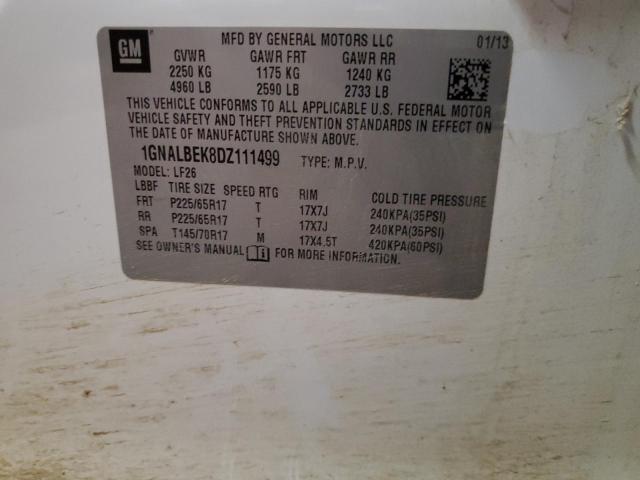 GM
MFD BY GENERAL MOTORS LLC 01/13
GVWR GAWR FRT GAWR RR
2250 KG 1175 KG 1240 KG
4960 LB 2590 LB 2733 LB
THIS VEHICLE CONFORMS TO ALL APPLICABLE U.S. FEDERAL MOTOR
VEHICLE SAFETY AND THEFT PREVENTION STANDARDS IN EFFECT ON
THE DATE OF MANUFACTURE SHOWN ABOVE.
1GNALBEK8DZ111499 TYPE: M.P.V.
MODEL: LF26
LBBF TIRE SIZE SPEED RTG RIM COLD TIRE PRESSURE
FRT P225/65R17 T 17X7J 240KPA(35PSI)
RR P225/65R17 T 17X7J 240KPA(35PSI)
SPA T145/70R17 M 17X4.5T 420KPA(60PSI)
SEE OWNER'S MANUAL FOR MORE INFORMATION.